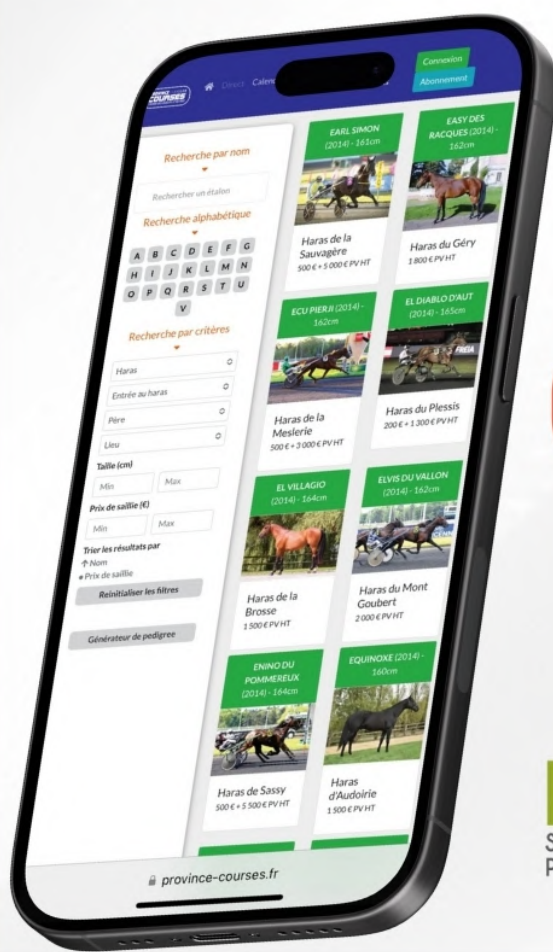 PROVINCE
COURSES
Direct
Connexion
Abonnement
Recherche par nom
Rechercher un étalon
Recherche alphabétique
A B C D E F G
H I J K L M N
O P Q R S T U
V
Recherche par critères
Haras
Entrée au haras
Père
Lieu
Taille (cm)
Min
Max
Prix de saillie (€)
Min
Max
Trier les résultats par
Nom
Prix de saillie
Reinitialiser les filtres
Générateur de pedigree
EARL SIMON
(2014) - 161cm
Haras de la
Sauvagère
500 € + 5 000 € PV HT
EASY DES
RACQUES (2014) -
162cm
Haras du Géry
1 800 € PV HT
ECU PIERJI (2014) -
162cm
Haras de la
Meslerie
500 € + 3 000 € PV HT
EL DIABLO D'AUT
(2014) - 165cm
FREIA
Haras du Plessis
200 € + 1 300 € PV HT
EL VILLAGIO
(2014) - 164cm
Haras de la
Brosse
1 500 € PV HT
ELVIS DU VALLON
(2014) - 162cm
Haras du Mont
Goubert
2 000 € PV HT
ENINO DU
POMMEREUX
(2014) - 164cm
Haras de Sassy
500 € + 5 500 € PV HT
EQUINOXE (2014) -
160cm
Haras
d'Audoirie
1 500 € PV HT
province-courses.fr